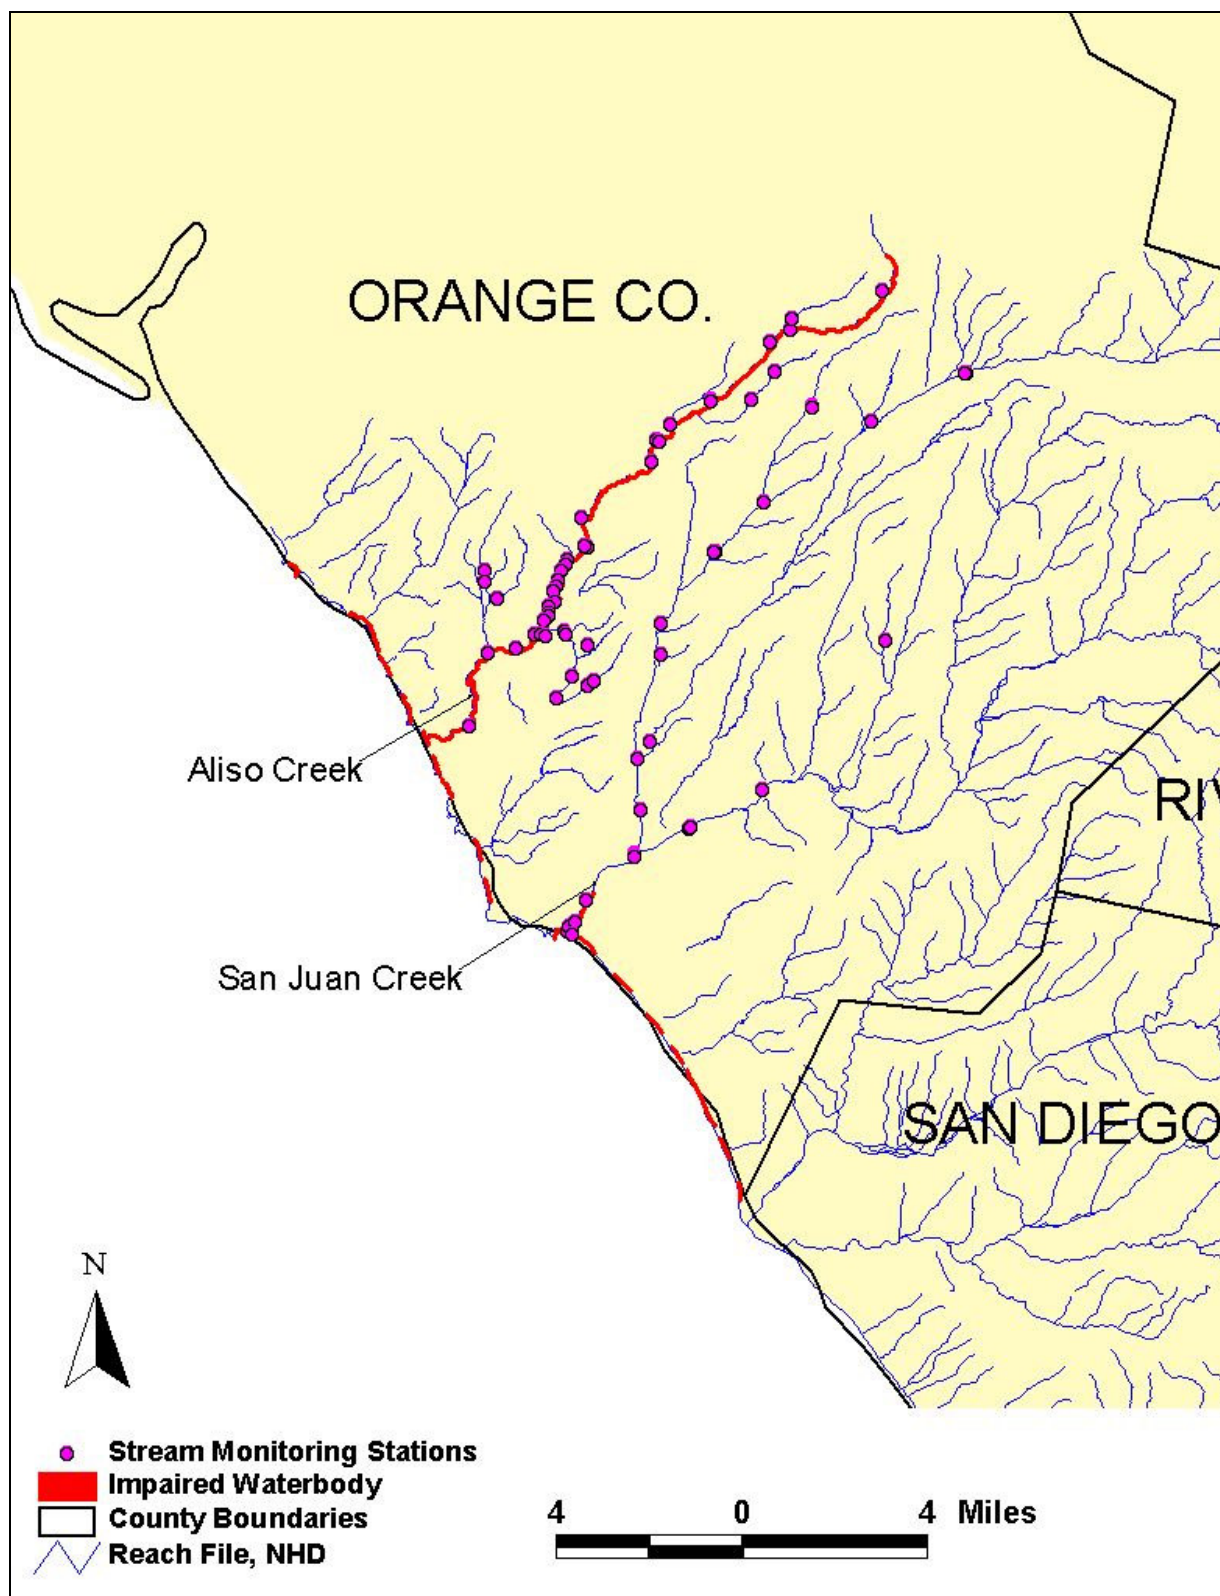 ORANGE CO.
Aliso Creek
RIV
San Juan Creek
SAN DIEGO
N
Stream Monitoring Stations
Impaired Waterbody
County Boundaries
Reach File, NHD
4 0 4 Miles